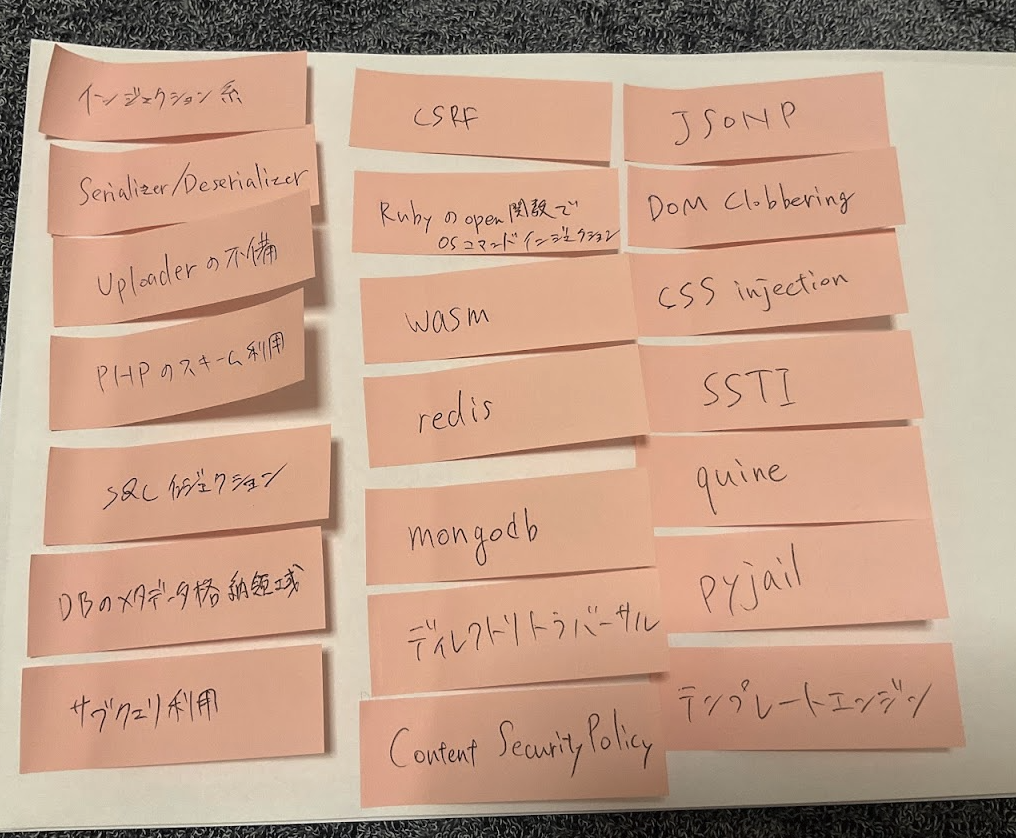 インジェクション系
Serializer/Deserializer
Uploaderの不備
PHPのスキーム利用
SQLインジェクション
DBのメタデータ格納領域
サブクエリ利用
CSRF
Rubyのopen関数で
OSコマンドインジェクション
wasm
redis
mongodb
ディレクトリトラバーサル
Content Security Policy
JSONP
DOM Clobbering
CSS injection
SSTI
quine
pyjail
テンプレートエンジン